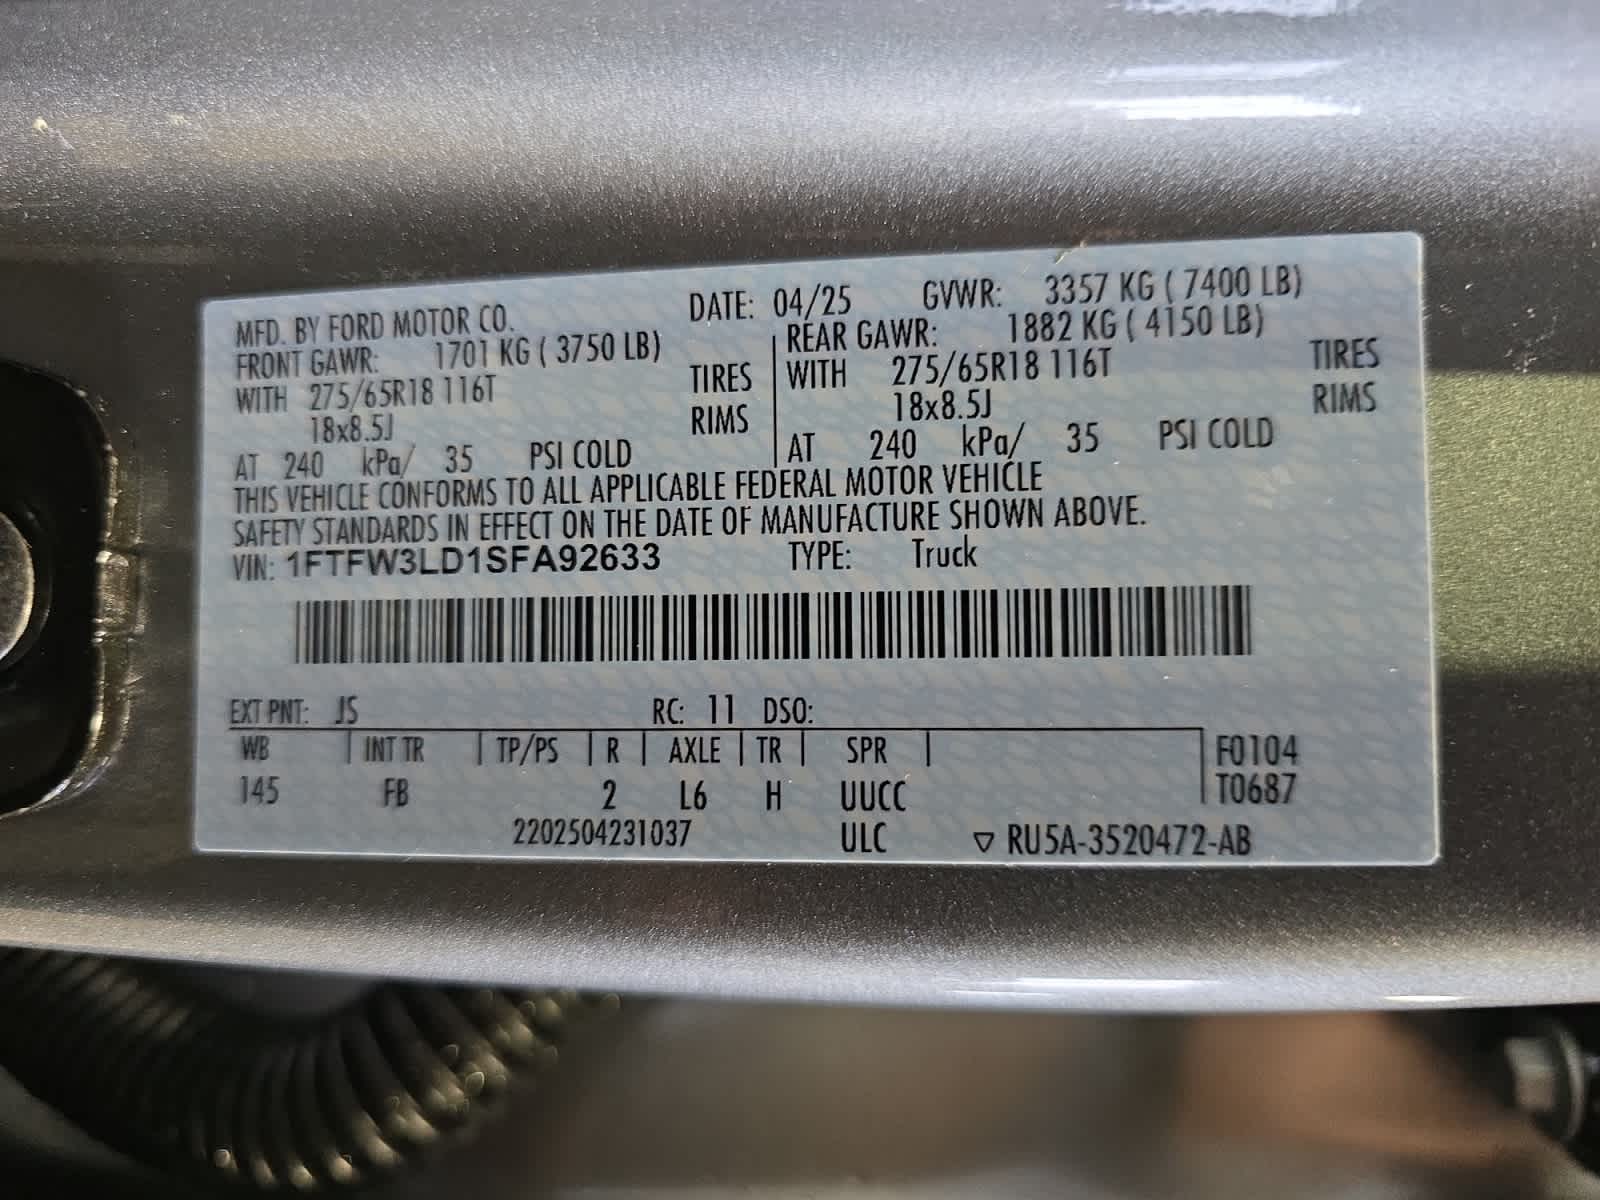 MFD. BY FORD MOTOR CO. DATE: 04/25 GVWR: 3357 KG ( 7400 LB)
FRONT GAWR: 1701 KG ( 3750 LB)
WITH 275/65R18 116T TIRES
18x8.5J RIMS
AT 240 kPa/ 35 PSI COLD
REAR GAWR: 1882 KG ( 4150 LB)
WITH 275/65R18 116T TIRES
18x8.5J RIMS
AT 240 kPa/ 35 PSI COLD
THIS VEHICLE CONFORMS TO ALL APPLICABLE FEDERAL MOTOR VEHICLE
SAFETY STANDARDS IN EFFECT ON THE DATE OF MANUFACTURE SHOWN ABOVE.
VIN: 1FTFW3LD1SFA92633 TYPE: Truck
EXT PNT: JS RC: 11 DSO:
WB INT TR TP/PS R AXLE TR SPR F0104
145 FB 2 L6 H UUCC T0687
2202504231037 ULC ▽ RU5A-3520472-AB